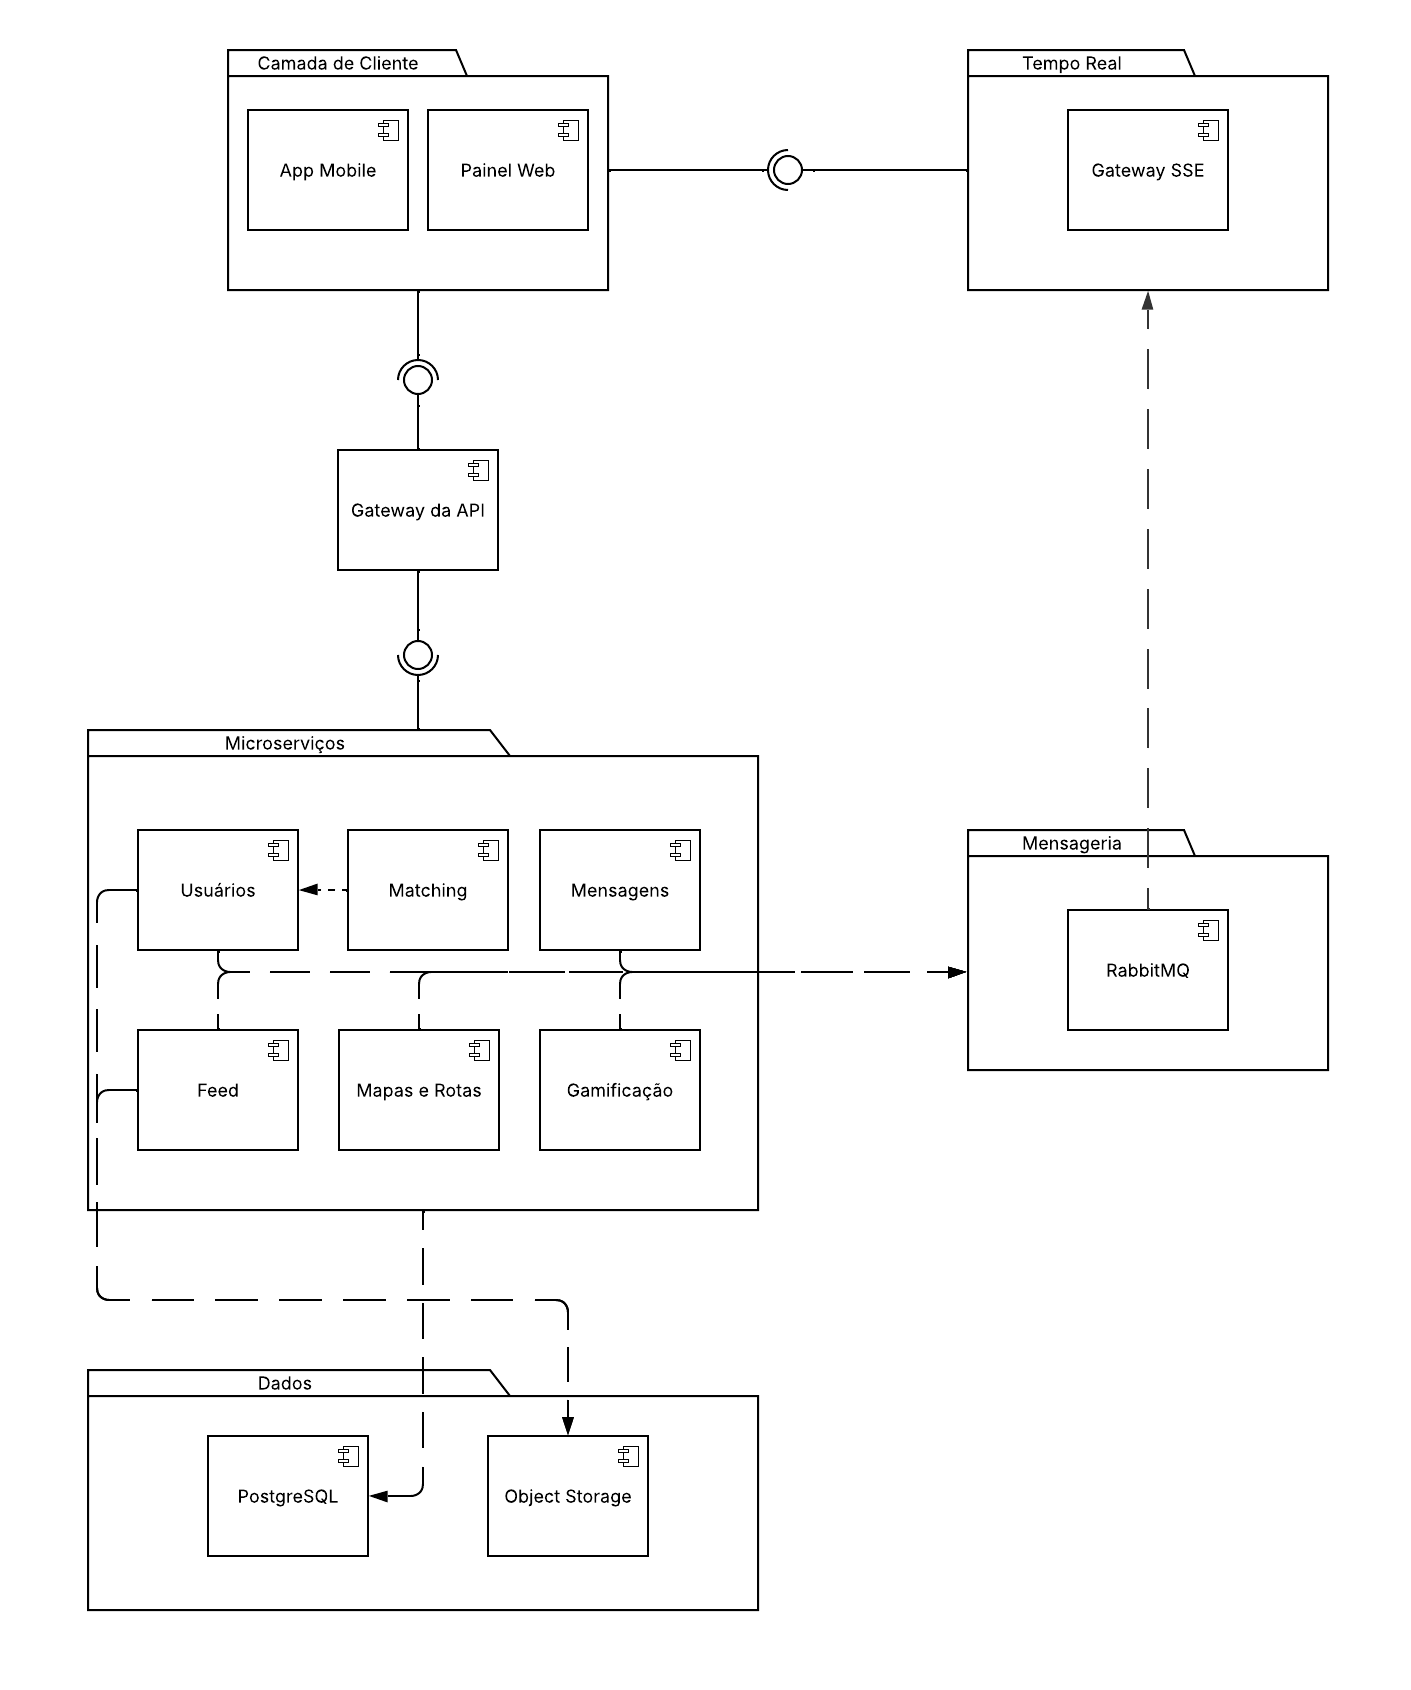 Camada de Cliente
Tempo Real
App Mobile
Painel Web
Gateway SSE
Gateway da API
Microserviços
Mensageria
Usuários
Matching
Mensagens
RabbitMQ
Feed
Mapas e Rotas
Gamificação
Dados
PostgreSQL
Object Storage